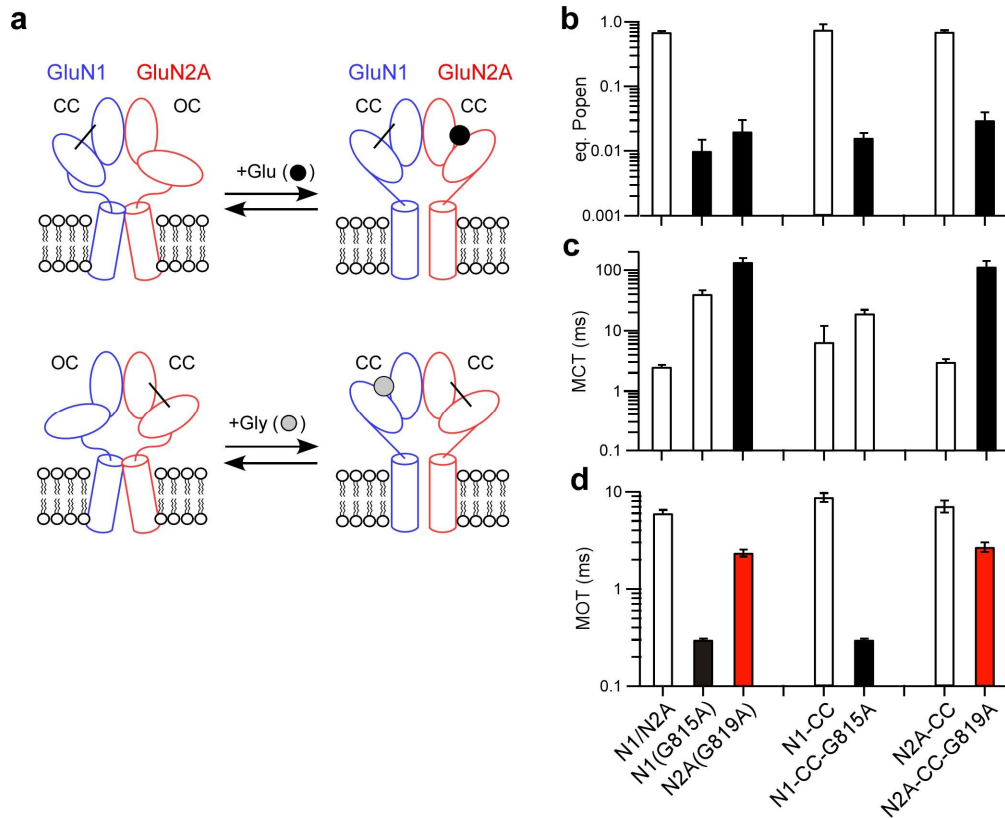 a
GluN1 GluN2A
CC OC
+Glu ( )
GluN1 GluN2A
CC CC
OC CC
+Gly ( )
CC CC
b
eq. Popen
1.0
0.1
0.01
0.001
c
MCT (ms)
100
10
1
0.1
d
MOT (ms)
10
1
0.1
N1/N2A
N1(G815A)
N2A(G819A)
N1-CC
N1-CC-G815A
N2A-CC
N2A-CC-G819A